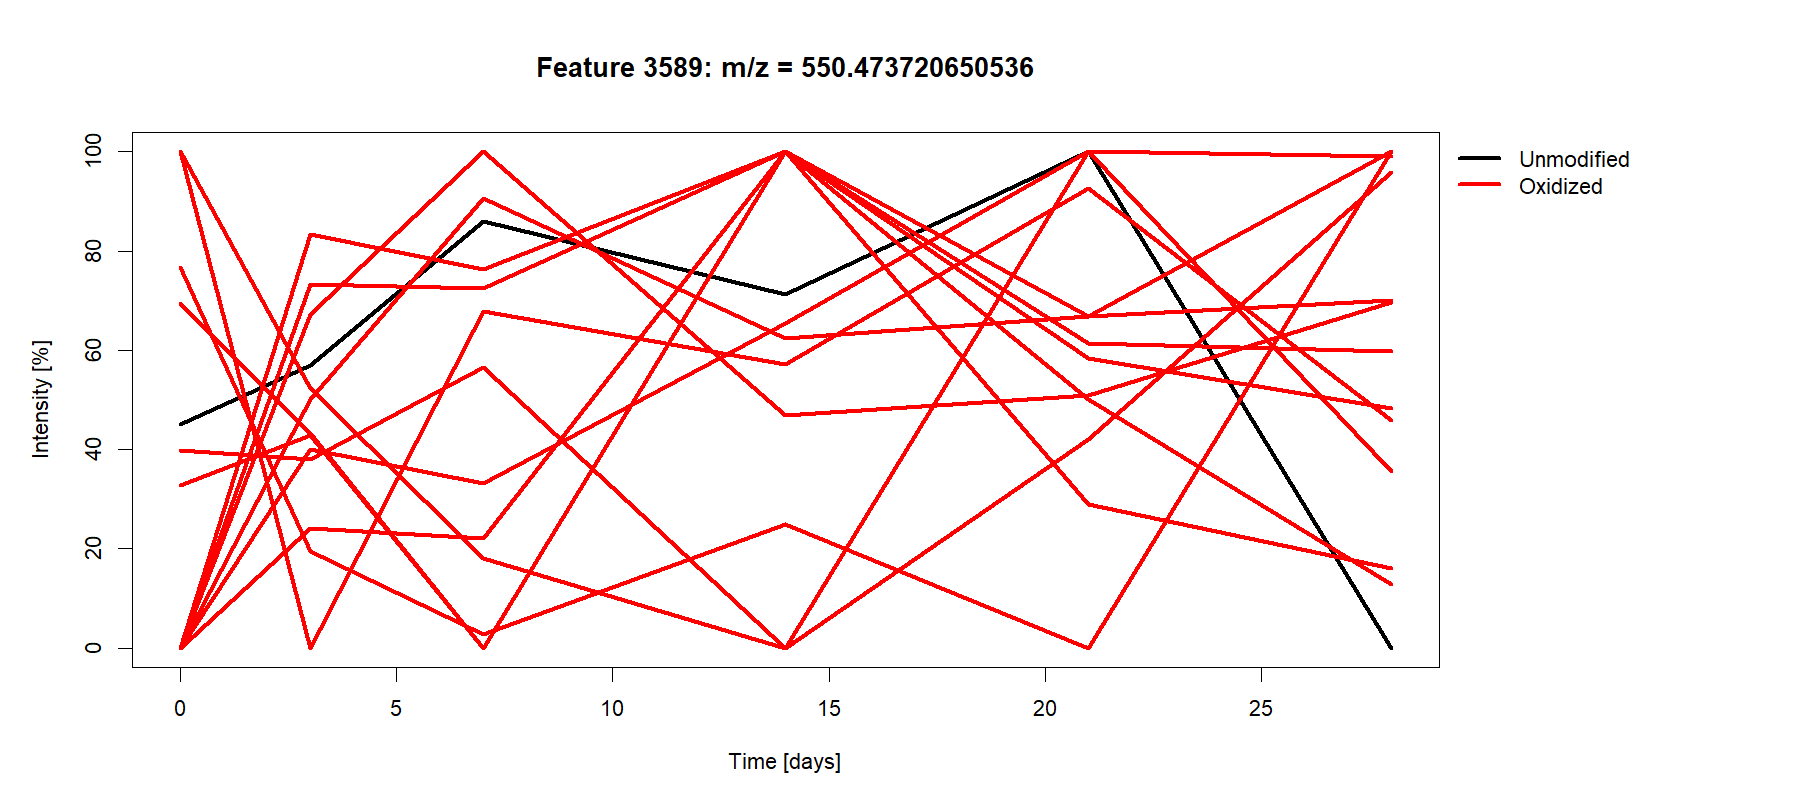 Feature 3589: m/z = 550.473720650536
Unmodified
Oxidized
Intensity [%]
100
80
60
40
20
0
0 5 10 15 20 25
Time [days]